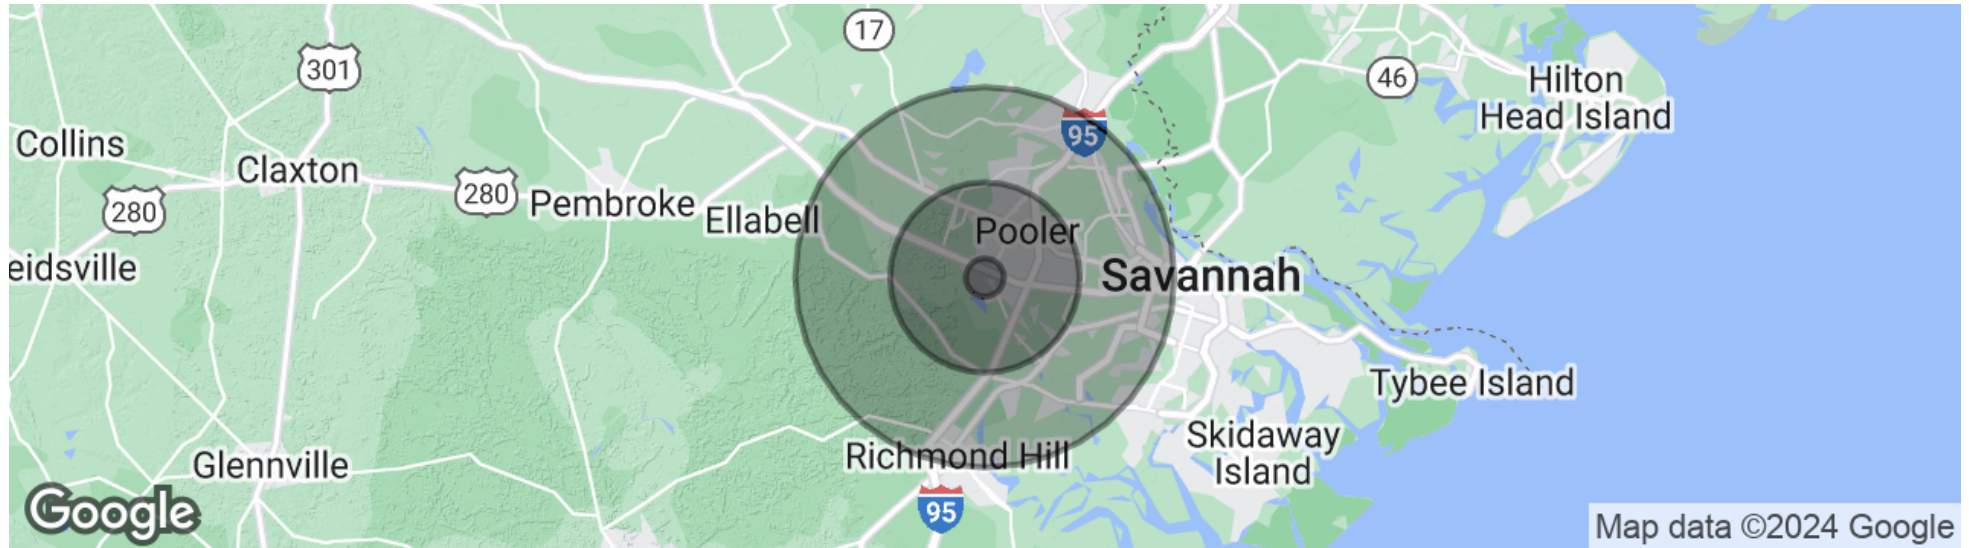 17
301
46
Hilton
Head Island
95
Collins
Claxton
280
280
Pembroke
Ellabell
Pooler
eidsville
Savannah
Tybee Island
Skidaway
Island
Richmond Hill
Glennville
95
Google
Map data ©2024 Google